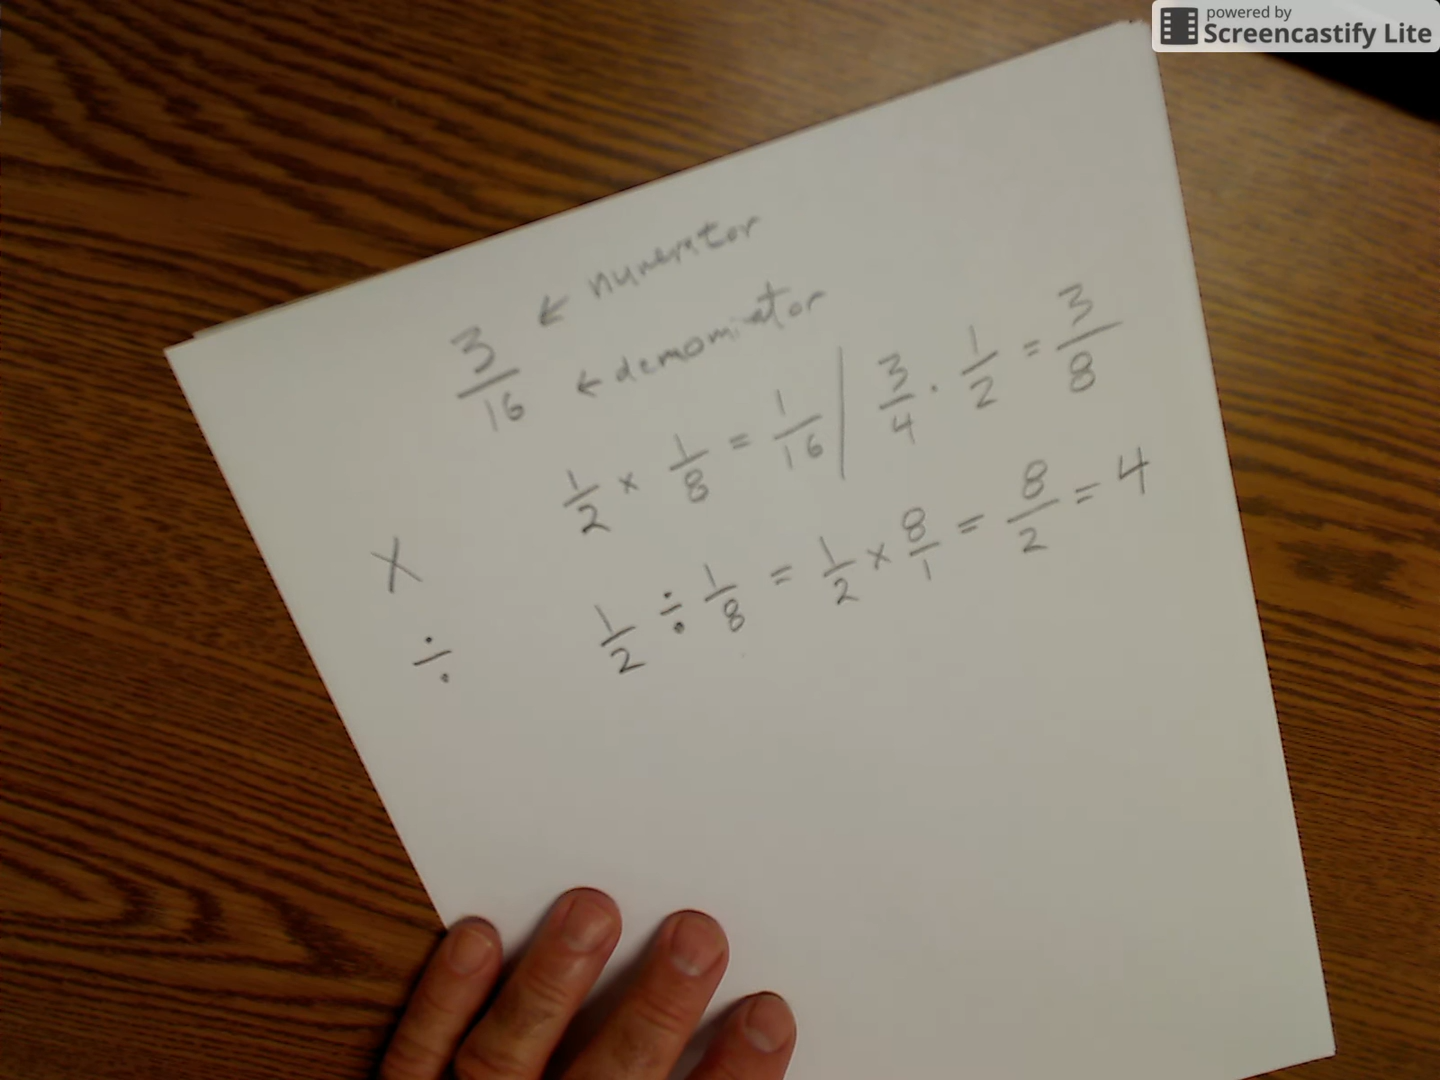 powered by
Screencastify Lite
3/16 ← numerator
← denominator
1/2 × 1/8 = 1/16 | 3/4 · 1/2 = 3/8
×
÷ 1/2 ÷ 1/8 = 1/2 × 8/1 = 8/2 = 4